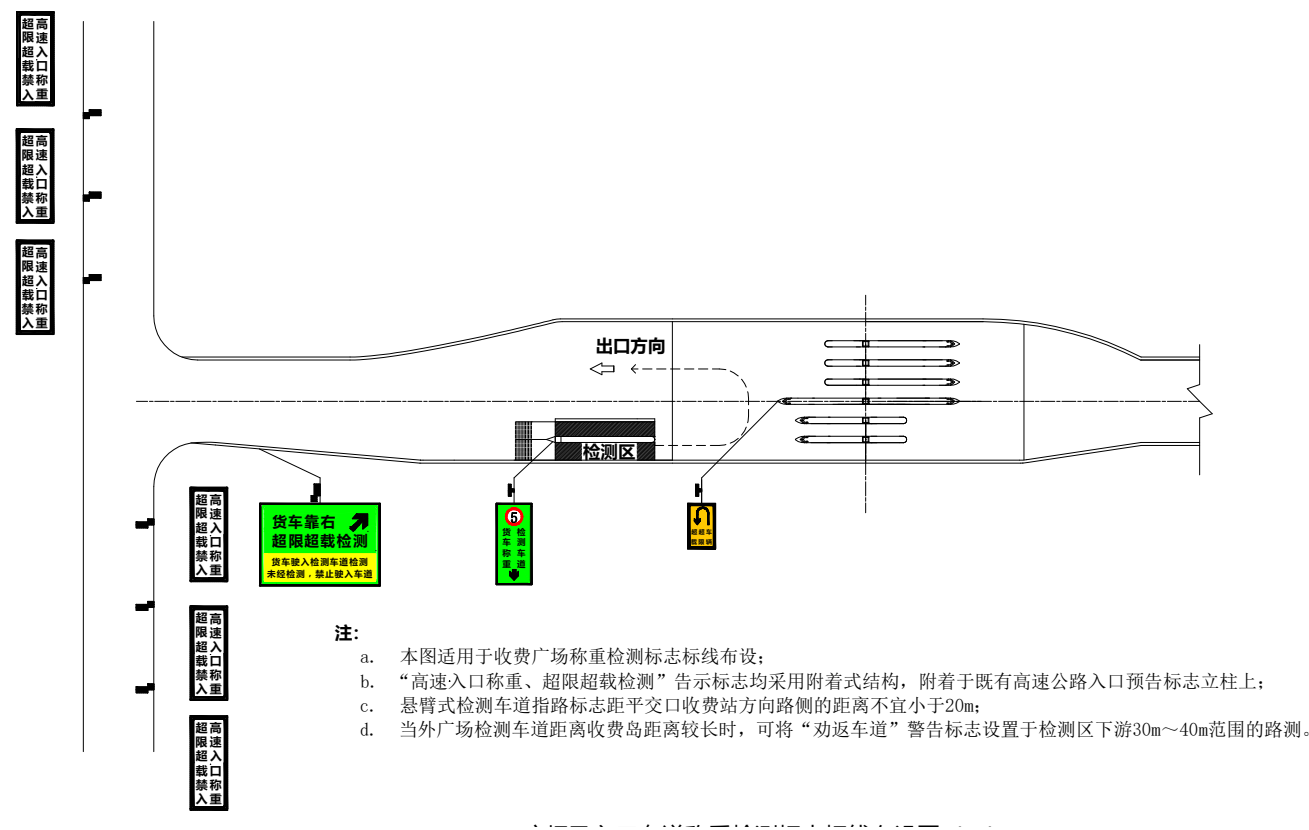 高速入口称重
超限超载禁入
高速入口称重
超限超载禁入
高速入口称重
超限超载禁入
出口方向
检测区
高速入口称重
超限超载禁入
货车靠右
超限超载检测
货车驶入检测车道检测
未经检测，禁止驶入车道
5
货车称重
检测车道
车辆
超限
超载
高速入口称重
超限超载禁入
高速入口称重
超限超载禁入
注：
a. 本图适用于收费广场称重检测标志标线布设；
b. “高速入口称重、超限超载检测”告示标志均采用附着式结构，附着于既有高速公路入口预告标志立柱上；
c. 悬臂式检测车道指路标志距平交口收费站方向路侧的距离不宜小于20m；
d. 当外广场检测车道距离收费岛距离较长时，可将“劝返车道”警告标志设置于检测区下游30m～40m范围的路测。